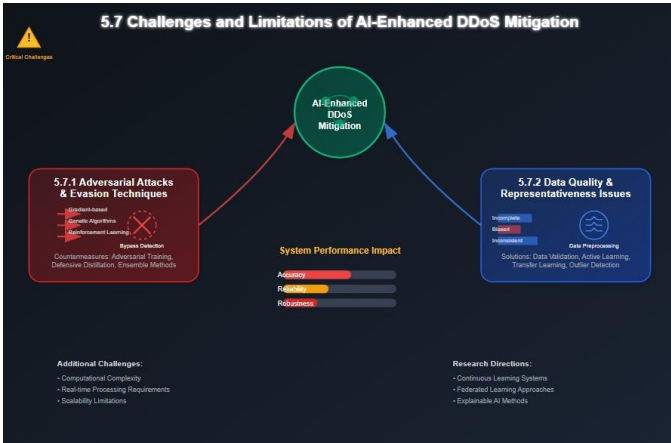 5.7 Challenges and Limitations of AI-Enhanced DDoS Mitigation
!
Critical Challenges
AI-Enhanced
DDoS
Mitigation
5.7.1 Adversarial Attacks
& Evasion Techniques
Gradient-based
Genetic Algorithms
Reinforcement Learning
Bypass Detection
Countermeasures: Adversarial Training,
Defensive Distillation, Ensemble Methods
5.7.2 Data Quality &
Representativeness Issues
Incomplete
Biased
Inconsistent
Data Preprocessing
Solutions: Data Validation, Active Learning,
Transfer Learning, Outlier Detection
System Performance Impact
Accuracy
Reliability
Robustness
Additional Challenges:
• Computational Complexity
• Real-time Processing Requirements
• Scalability Limitations
Research Directions:
• Continuous Learning Systems
• Federated Learning Approaches
• Explainable AI Methods